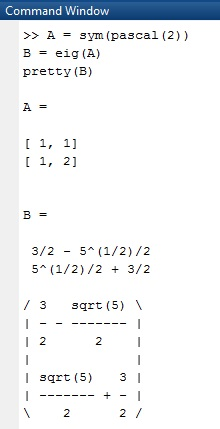 Command Window
>> A = sym(pascal(2))
B = eig(A)
pretty(B)
A =
[ 1, 1]
[ 1, 2]
B =
3/2 - 5^(1/2)/2
5^(1/2)/2 + 3/2
/ 3   sqrt(5) \
| - - ------- |
| 2      2    |
|             |
| sqrt(5)   3 |
| ------- + - |
\    2      2 /